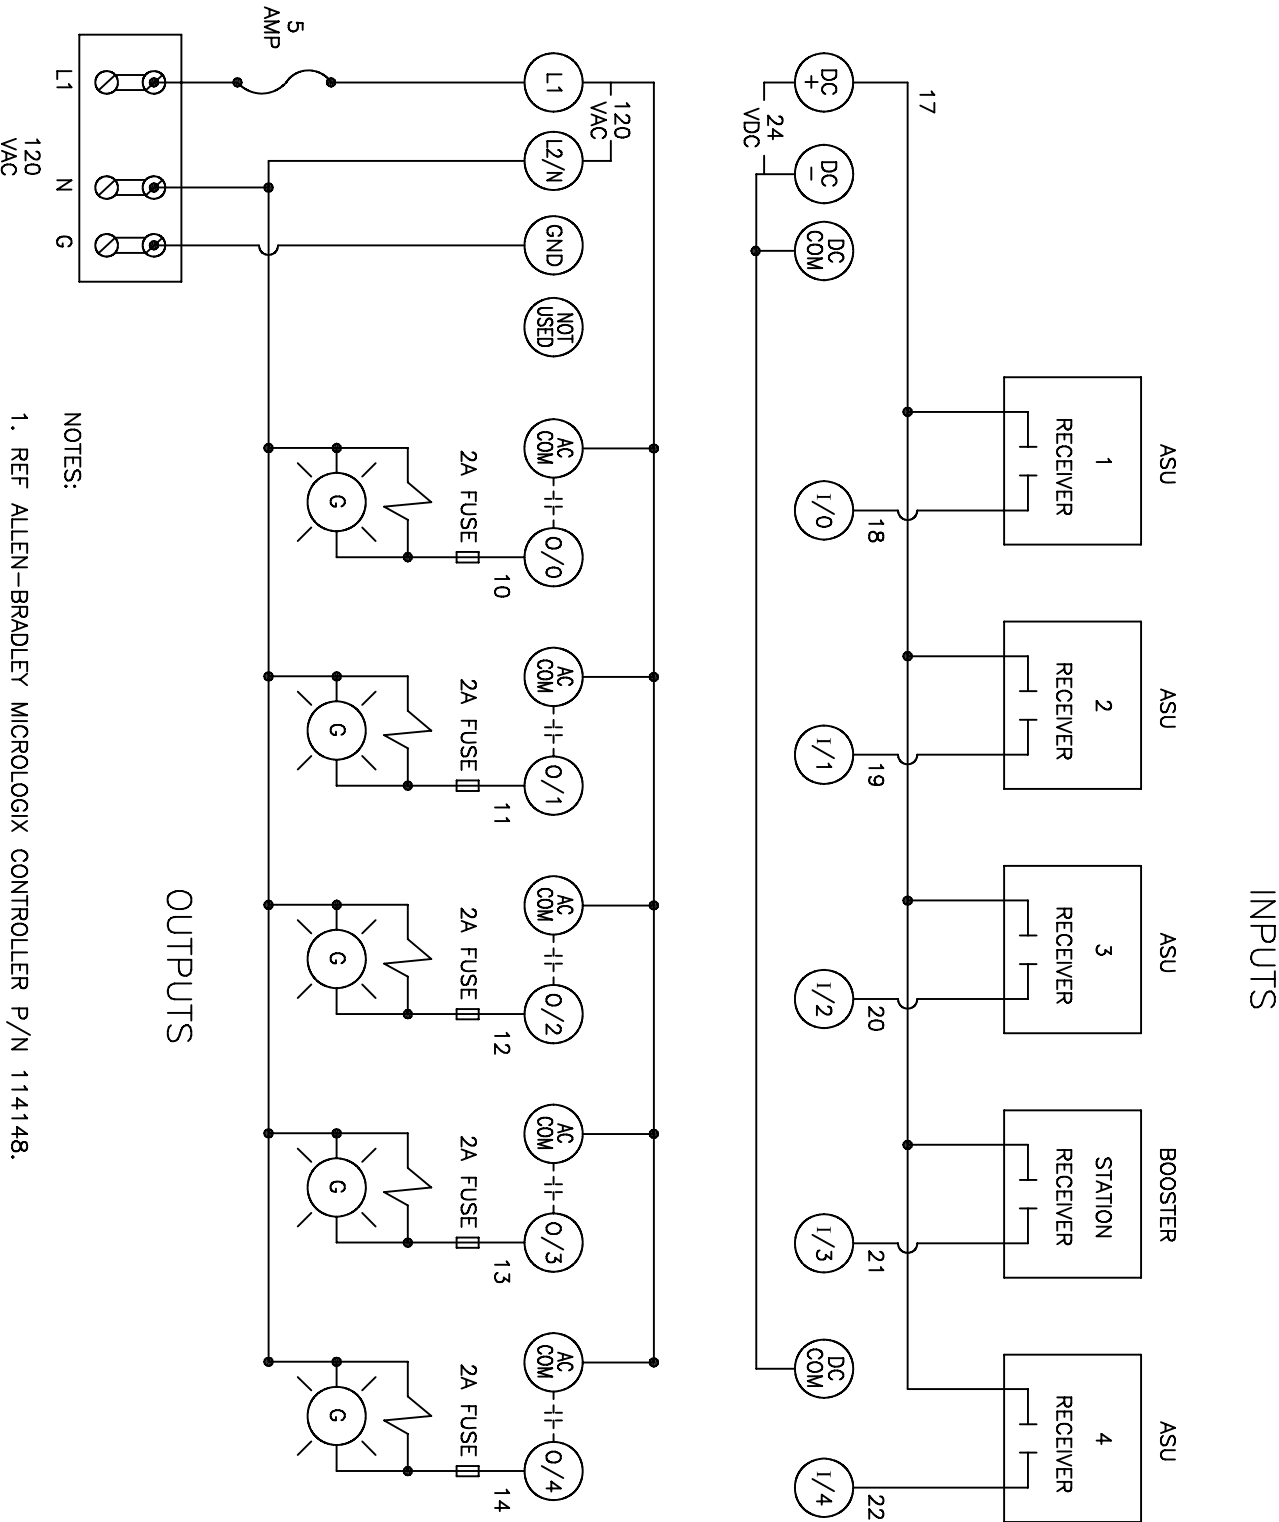 INPUTS
ASU
ASU
ASU
BOOSTER
ASU
1
RECEIVER
2
RECEIVER
3
RECEIVER
STATION
RECEIVER
4
RECEIVER
17
18
19
20
21
22
DC
+
DC
-
DC
COM
I/0
I/1
I/2
I/3
DC
COM
I/4
24
VDC
120
VAC
L1
L2/N
GND
NOT
USED
AC
COM
O/0
AC
COM
O/1
AC
COM
O/2
AC
COM
O/3
AC
COM
O/4
10
11
12
13
14
2A FUSE
2A FUSE
2A FUSE
2A FUSE
2A FUSE
G
G
G
G
G
5
AMP
L1
N
G
120
VAC
OUTPUTS
NOTES:
1. REF ALLEN-BRADLEY MICROLOGIX CONTROLLER P/N 114148.